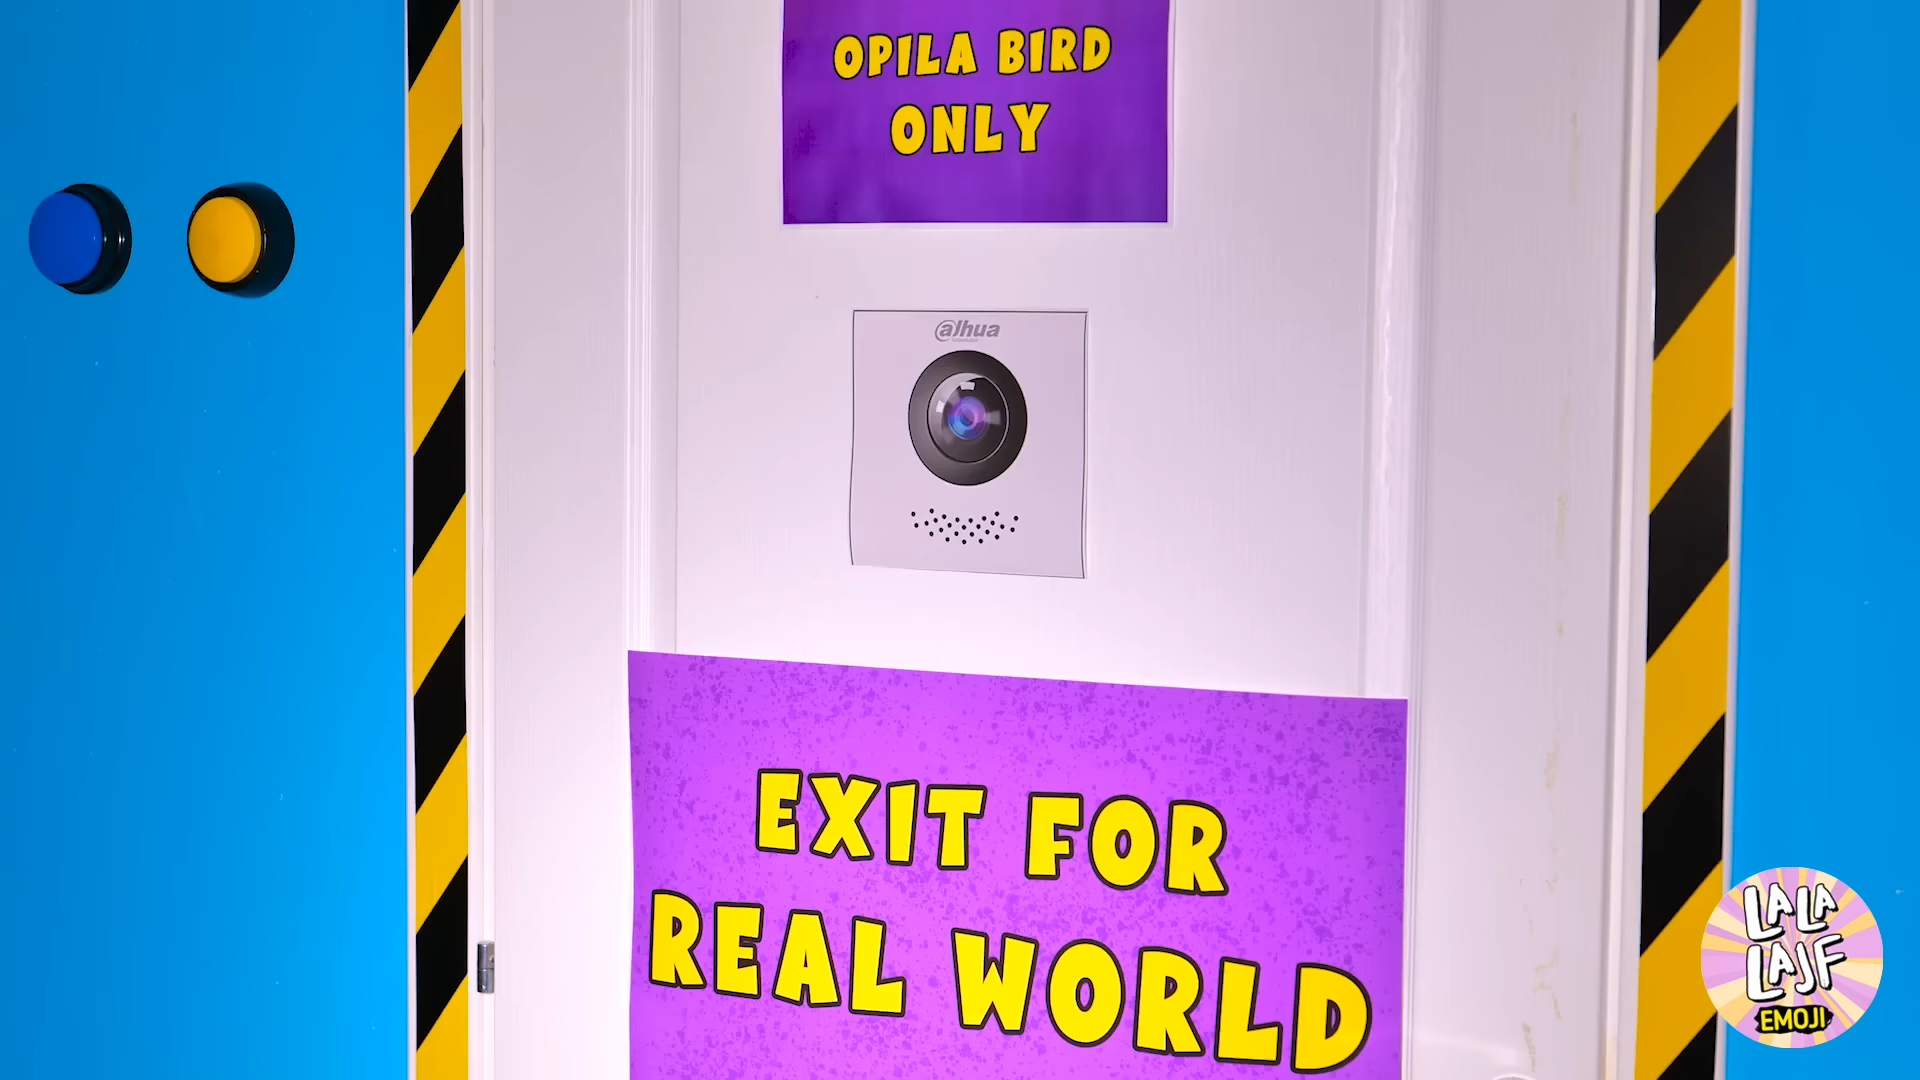 OPILA BIRD
ONLY
alhua
EXIT FOR
REAL WORLD
LALA
LAJF
EMOJI